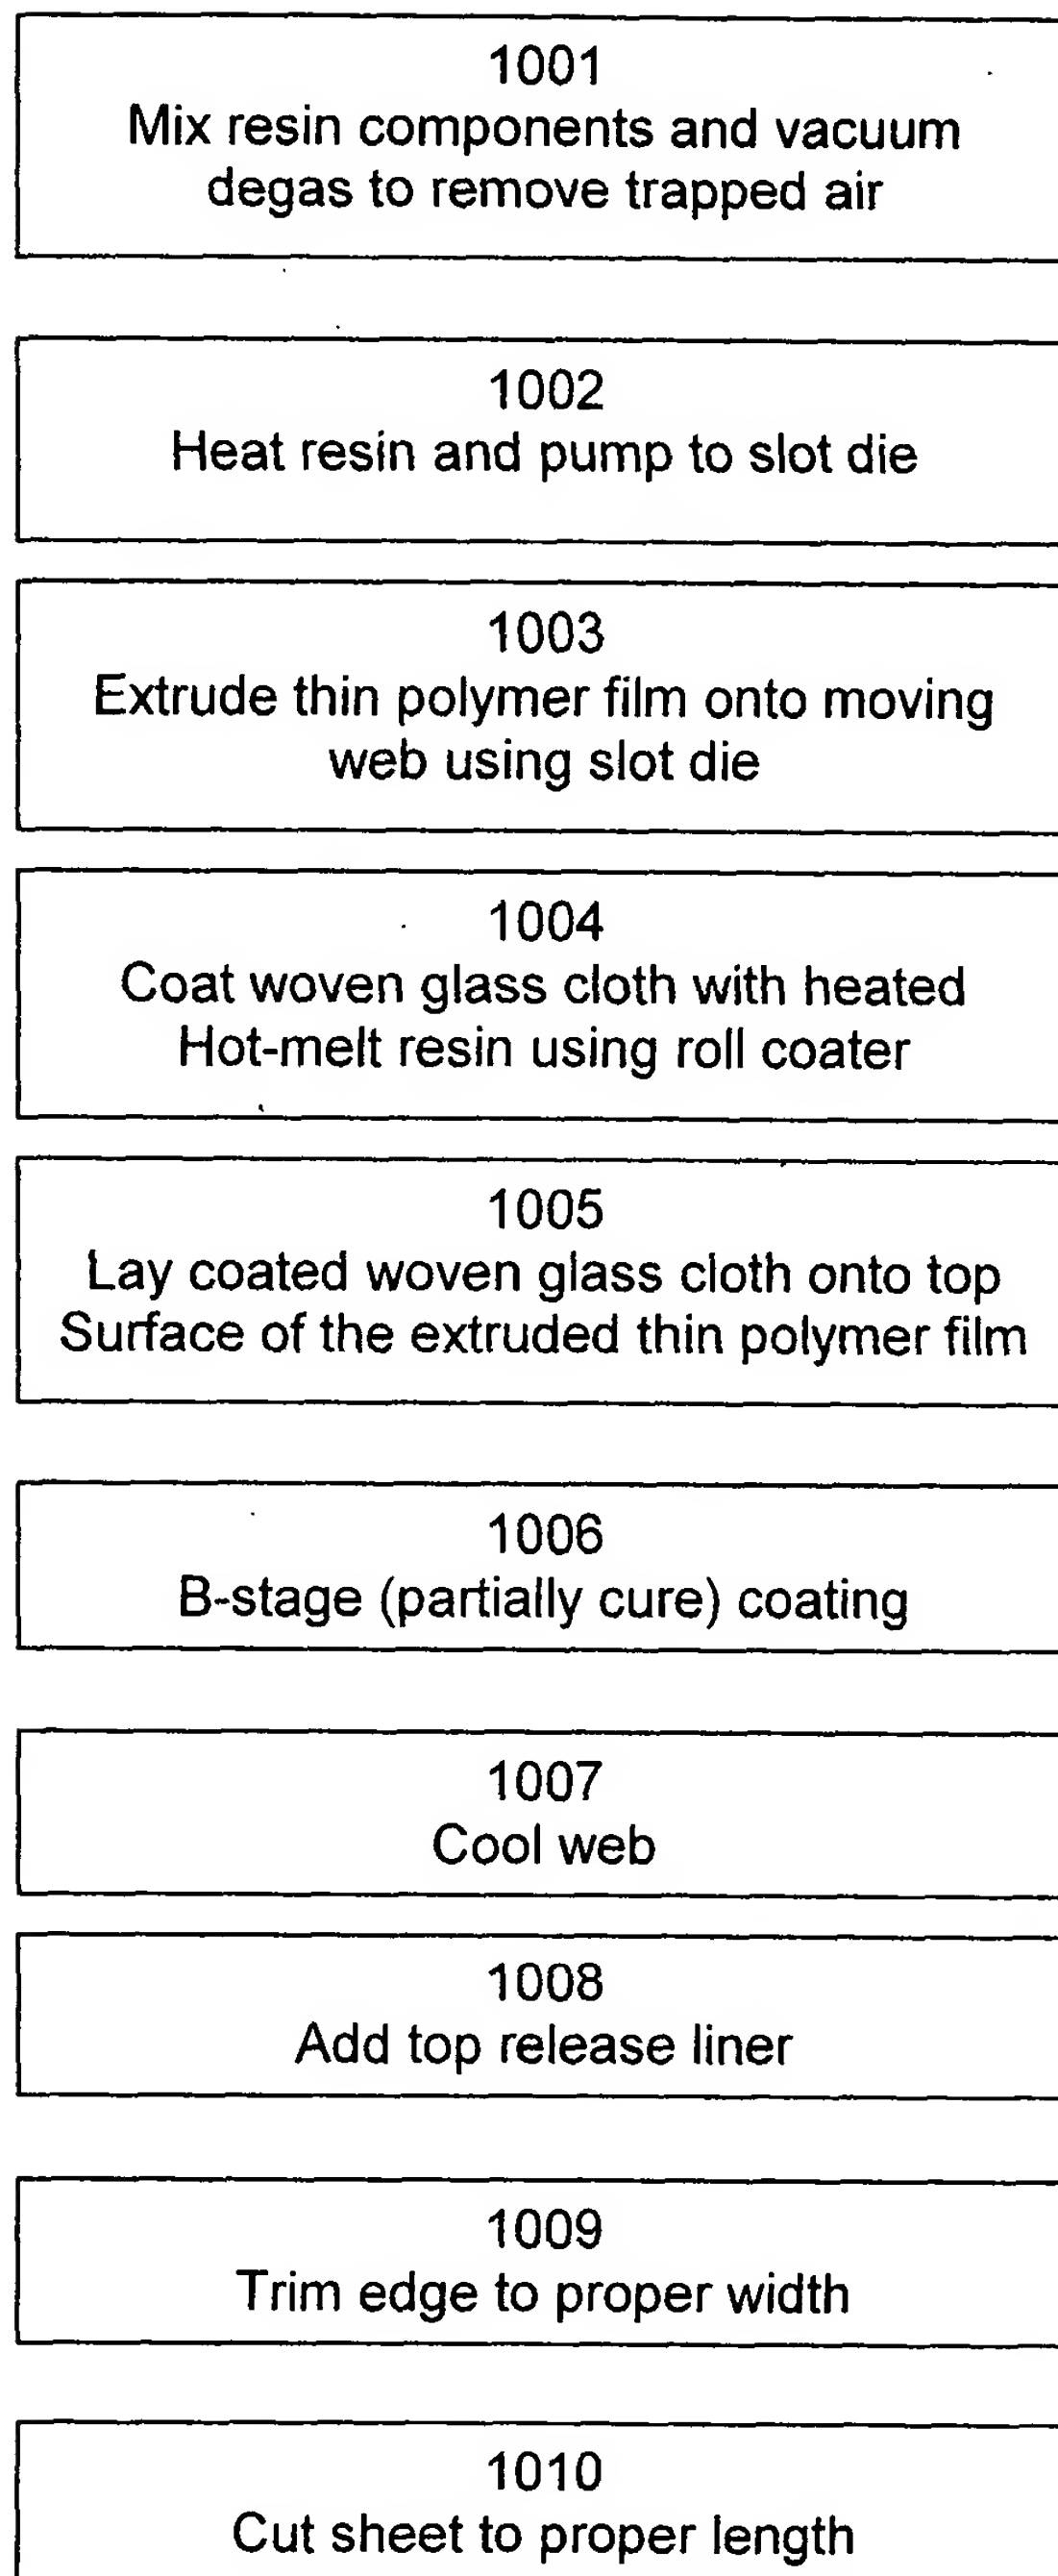 1001
Mix resin components and vacuum
degas to remove trapped air
1002
Heat resin and pump to slot die
1003
Extrude thin polymer film onto moving
web using slot die
1004
Coat woven glass cloth with heated
Hot-melt resin using roll coater
1005
Lay coated woven glass cloth onto top
Surface of the extruded thin polymer film
1006
B-stage (partially cure) coating
1007
Cool web
1008
Add top release liner
1009
Trim edge to proper width
1010
Cut sheet to proper length